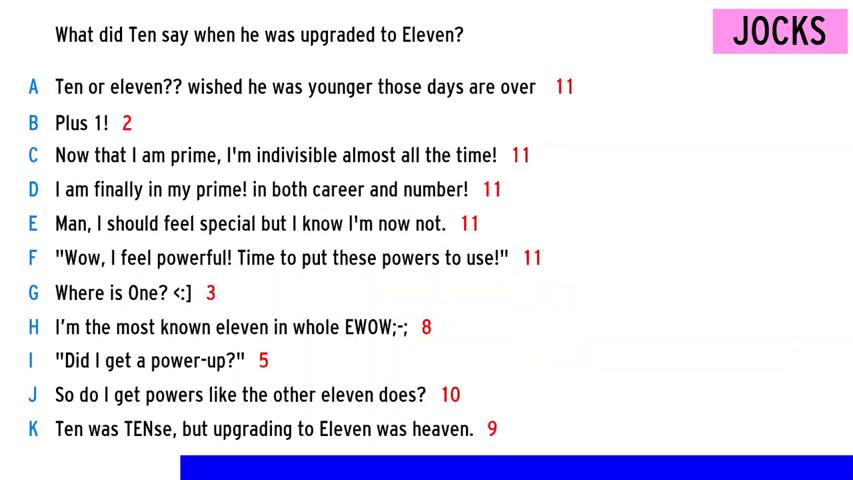 What did Ten say when he was upgraded to Eleven?
JOCKS
A Ten or eleven?? wished he was younger those days are over 11
B Plus 1! 2
C Now that I am prime, I'm indivisible almost all the time! 11
D I am finally in my prime! in both career and number! 11
E Man, I should feel special but I know I'm now not. 11
F "Wow, I feel powerful! Time to put these powers to use!" 11
G Where is One? <:] 3
H I’m the most known eleven in whole EWOW;-; 8
I "Did I get a power-up?" 5
J So do I get powers like the other eleven does? 10
K Ten was TENse, but upgrading to Eleven was heaven. 9